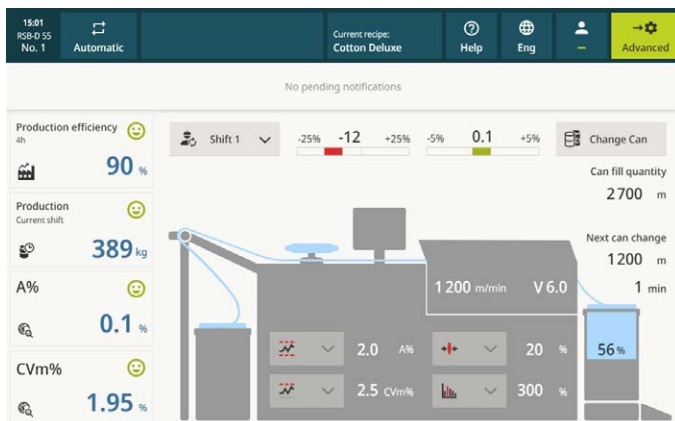 15:01
RSB-D 55
No. 1
Automatic
Current recipe:
Cotton Deluxe
Help
Eng
–
Advanced
No pending notifications
Production efficiency
4h
90 %
Production
Current shift
389 kg
A%
0.1 %
CVm%
1.95 %
Shift 1
-25% -12 +25%
-5% 0.1 +5%
Change Can
Can fill quantity
2700 m
Next can change
1200 m
1 min
1200 m/min V 6.0
2.0 A%
20 %
56 %
2.5 CVm%
300 %